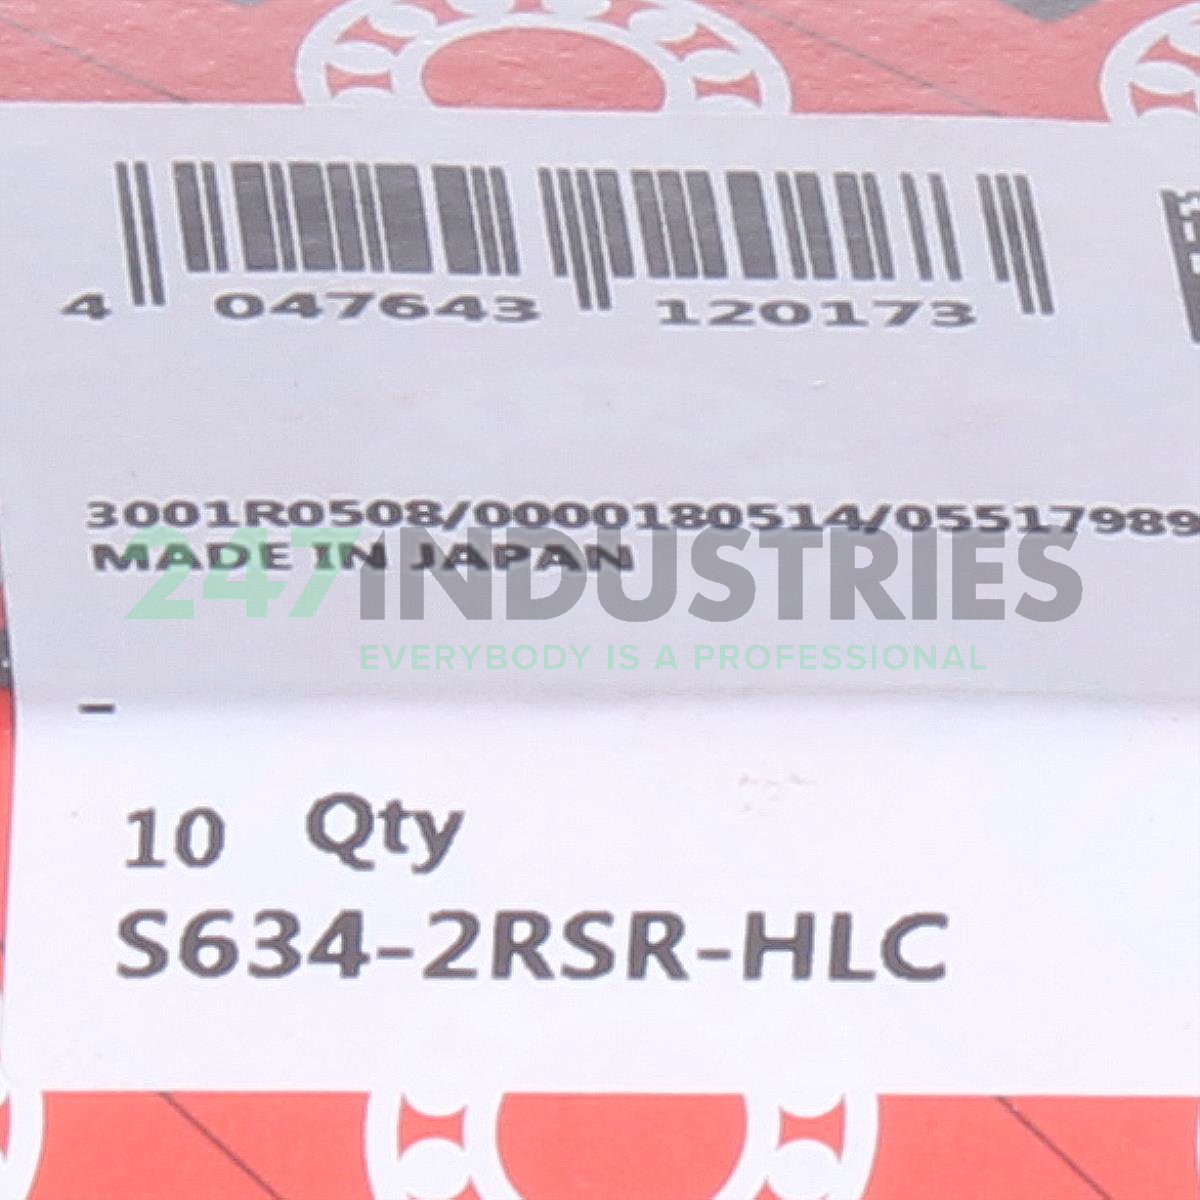 4 047643 120173
3001R0508/0000180514/05517989
MADE IN JAPAN
247INDUSTRIES
EVERYBODY IS A PROFESSIONAL
-
10 Qty
S634-2RSR-HLC